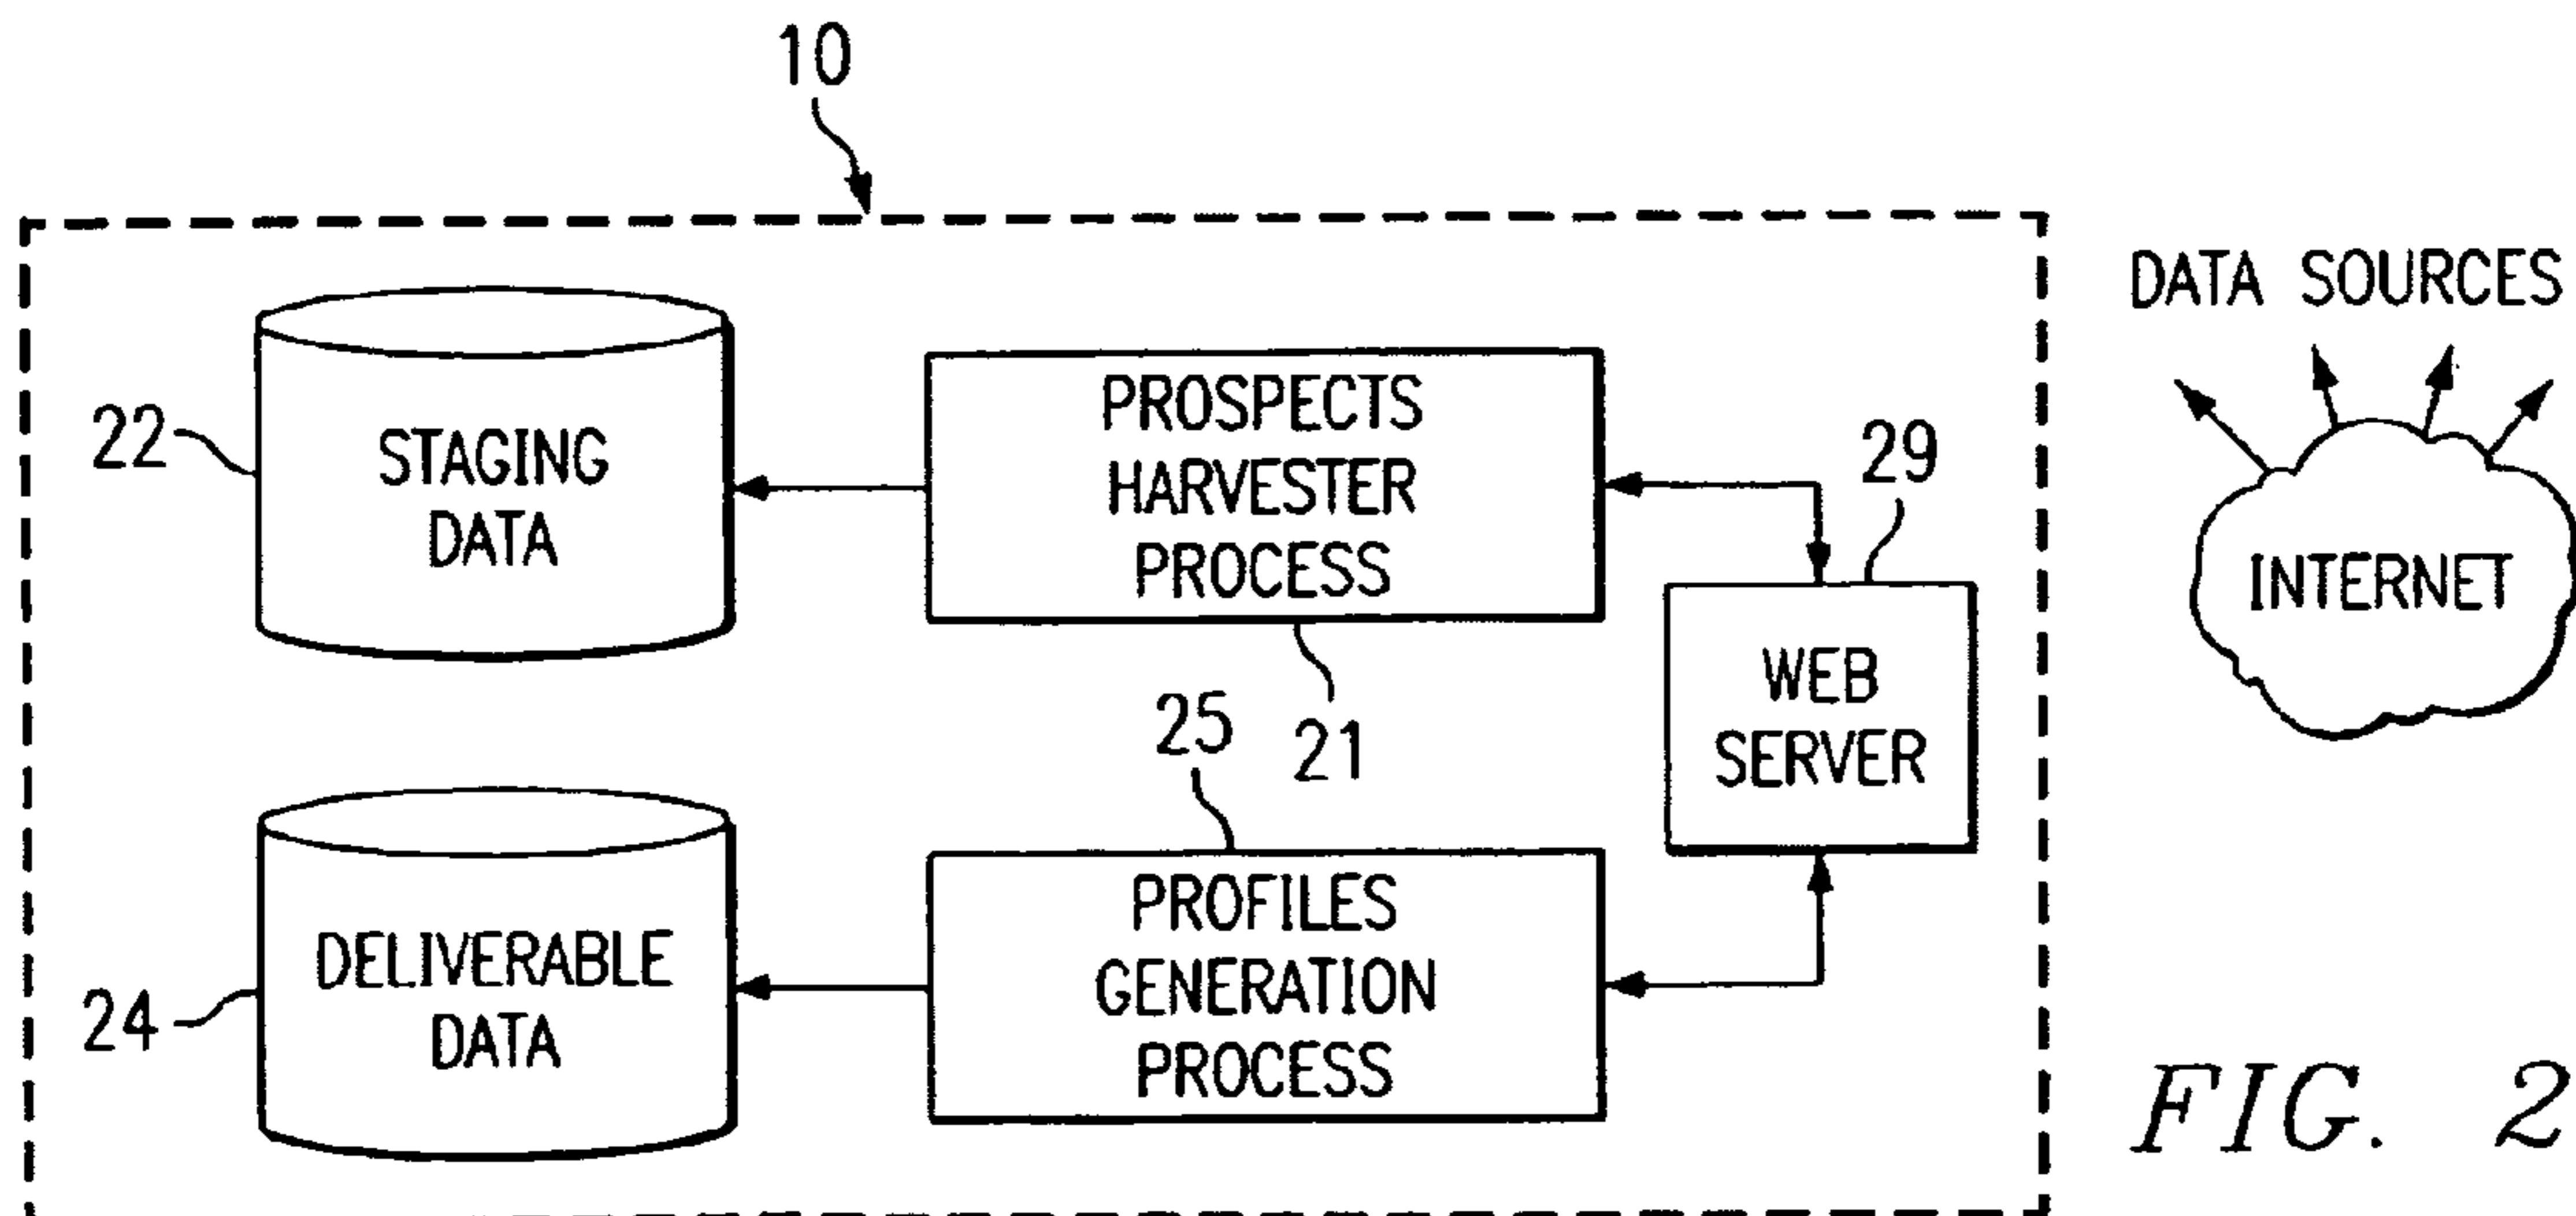 10
DATA SOURCES
22
STAGING
DATA
PROSPECTS
HARVESTER
PROCESS
21
29
WEB
SERVER
INTERNET
24
DELIVERABLE
DATA
25
PROFILES
GENERATION
PROCESS
FIG. 2